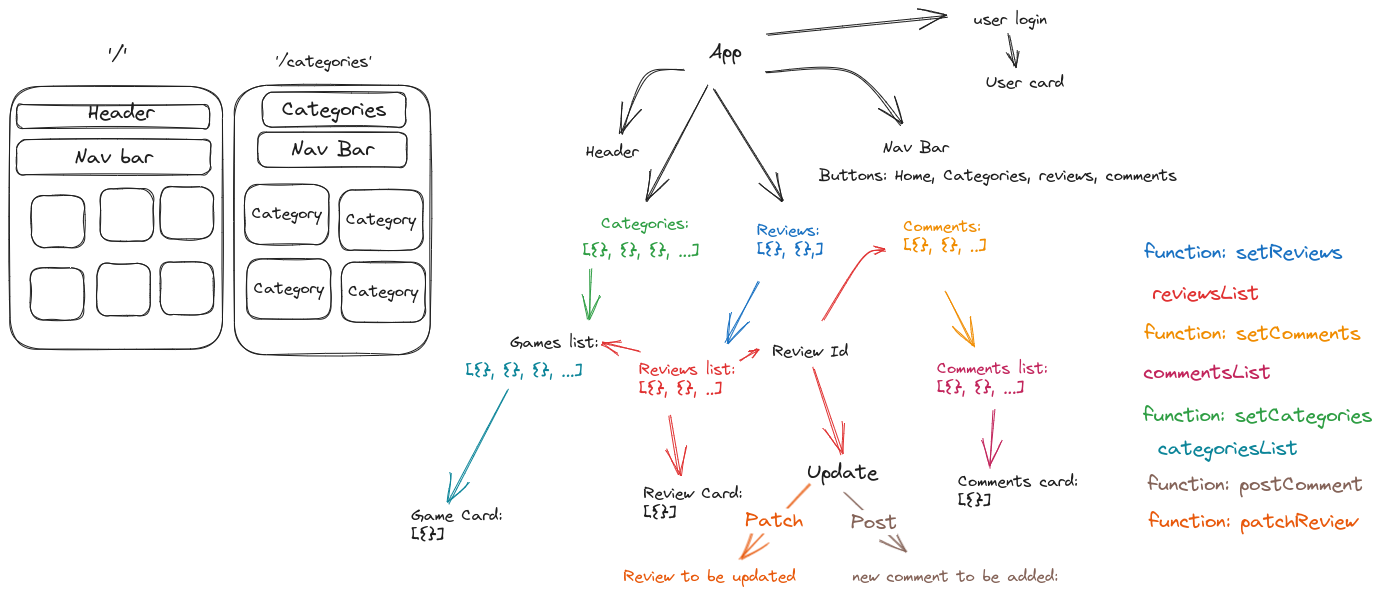 '/'
Header
Nav bar
'/categories'
Categories
Nav Bar
Category
Category
Category
Category
App
user login
User card
Header
Nav Bar
Buttons: Home, Categories, reviews, comments
Categories:
[{}, {}, {}, ...]
Reviews:
[{}, {},]
Comments:
[{}, {}, ..]
Games list:
[{}, {}, {}, ...]
Reviews list:
[{}, {}, ..]
Review Id
Comments list:
[{}, {}, ...]
Game Card:
[{}]
Review Card:
[{}]
Update
Patch
Post
Review to be updated
new comment to be added:
Comments card:
[{}]
function: setReviews
reviewsList
function: setComments
commentsList
function: setCategories
categoriesList
function: postComment
function: patchReview